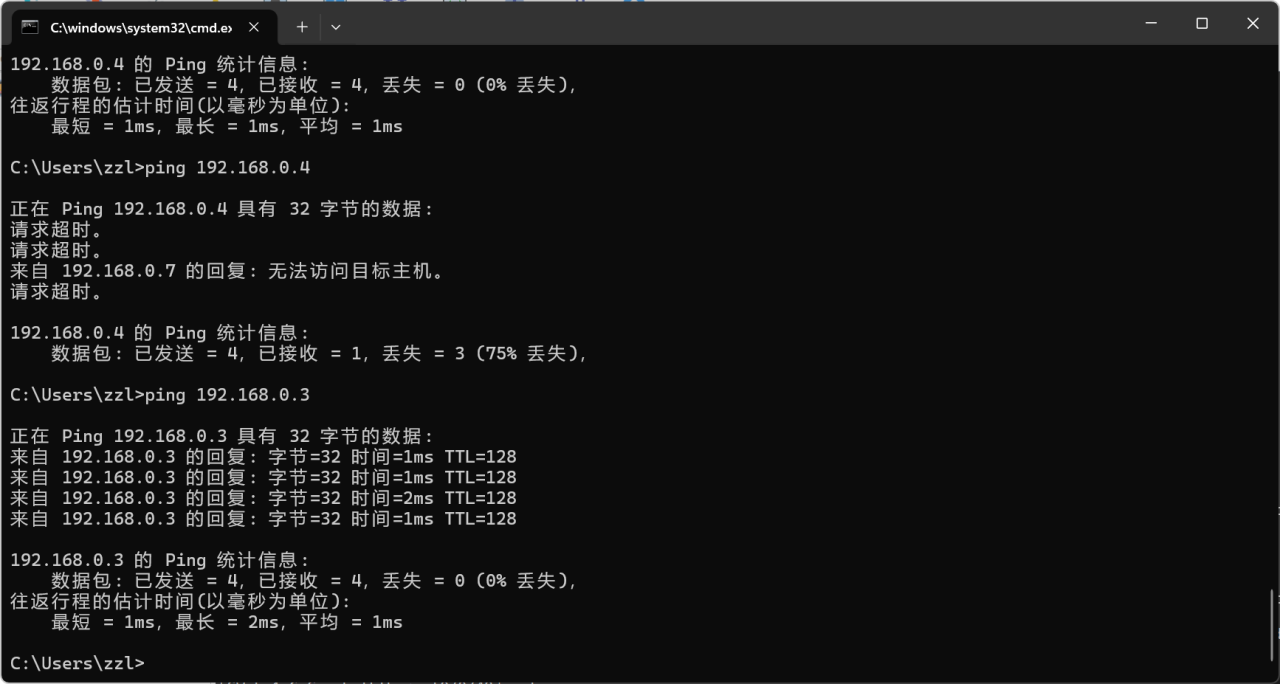 C:\windows\system32\cmd.ex
192.168.0.4 的 Ping 统计信息:
数据包: 已发送 = 4, 已接收 = 4, 丢失 = 0 (0% 丢失),
往返行程的估计时间(以毫秒为单位):
最短 = 1ms, 最长 = 1ms, 平均 = 1ms
C:\Users\zzl>ping 192.168.0.4
正在 Ping 192.168.0.4 具有 32 字节的数据:
请求超时。
请求超时。
来自 192.168.0.7 的回复: 无法访问目标主机。
请求超时。
192.168.0.4 的 Ping 统计信息:
数据包: 已发送 = 4, 已接收 = 1, 丢失 = 3 (75% 丢失),
C:\Users\zzl>ping 192.168.0.3
正在 Ping 192.168.0.3 具有 32 字节的数据:
来自 192.168.0.3 的回复: 字节=32 时间=1ms TTL=128
来自 192.168.0.3 的回复: 字节=32 时间=1ms TTL=128
来自 192.168.0.3 的回复: 字节=32 时间=2ms TTL=128
来自 192.168.0.3 的回复: 字节=32 时间=1ms TTL=128
192.168.0.3 的 Ping 统计信息:
数据包: 已发送 = 4, 已接收 = 4, 丢失 = 0 (0% 丢失),
往返行程的估计时间(以毫秒为单位):
最短 = 1ms, 最长 = 2ms, 平均 = 1ms
C:\Users\zzl>